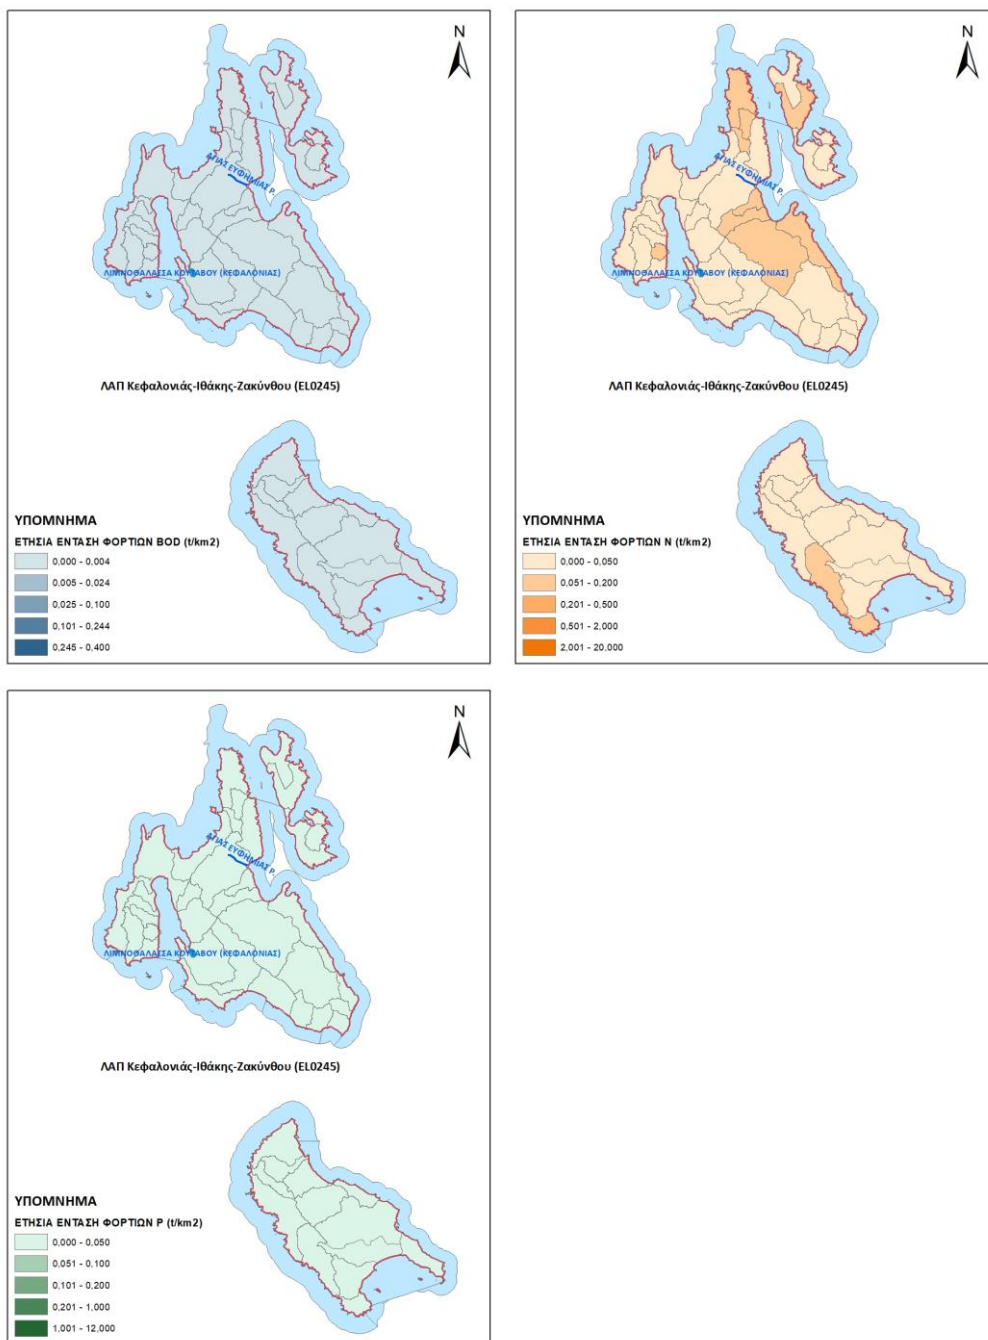 N
ΑΓΙΑΣ ΕΥΦΗΜΙΑΣ Ρ.
ΛΙΜΝΟΘΑΛΑΣΣΑ ΚΟΥΤΑΒΟΥ (ΚΕΦΑΛΟΝΙΑΣ)
ΛΑΠ Κεφαλονιάς-Ιθάκης-Ζακύνθου (EL0245)
ΥΠΟΜΝΗΜΑ
ΕΤΗΣΙΑ ΕΝΤΑΣΗ ΦΟΡΤΙΩΝ BOD (t/km2)
0,000 - 0,004
0,005 - 0,024
0,025 - 0,100
0,101 - 0,244
0,245 - 0,400
N
ΑΓΙΑΣ ΕΥΦΗΜΙΑΣ Ρ.
ΛΙΜΝΟΘΑΛΑΣΣΑ ΚΟΥΤΑΒΟΥ (ΚΕΦΑΛΟΝΙΑΣ)
ΛΑΠ Κεφαλονιάς-Ιθάκης-Ζακύνθου (EL0245)
ΥΠΟΜΝΗΜΑ
ΕΤΗΣΙΑ ΕΝΤΑΣΗ ΦΟΡΤΙΩΝ N (t/km2)
0,000 - 0,050
0,051 - 0,200
0,201 - 0,500
0,501 - 2,000
2,001 - 20,000
N
ΑΓΙΑΣ ΕΥΦΗΜΙΑΣ Ρ.
ΛΙΜΝΟΘΑΛΑΣΣΑ ΚΟΥΤΑΒΟΥ (ΚΕΦΑΛΟΝΙΑΣ)
ΛΑΠ Κεφαλονιάς-Ιθάκης-Ζακύνθου (EL0245)
ΥΠΟΜΝΗΜΑ
ΕΤΗΣΙΑ ΕΝΤΑΣΗ ΦΟΡΤΙΩΝ P (t/km2)
0,000 - 0,050
0,051 - 0,100
0,101 - 0,200
0,201 - 1,000
1,001 - 12,000